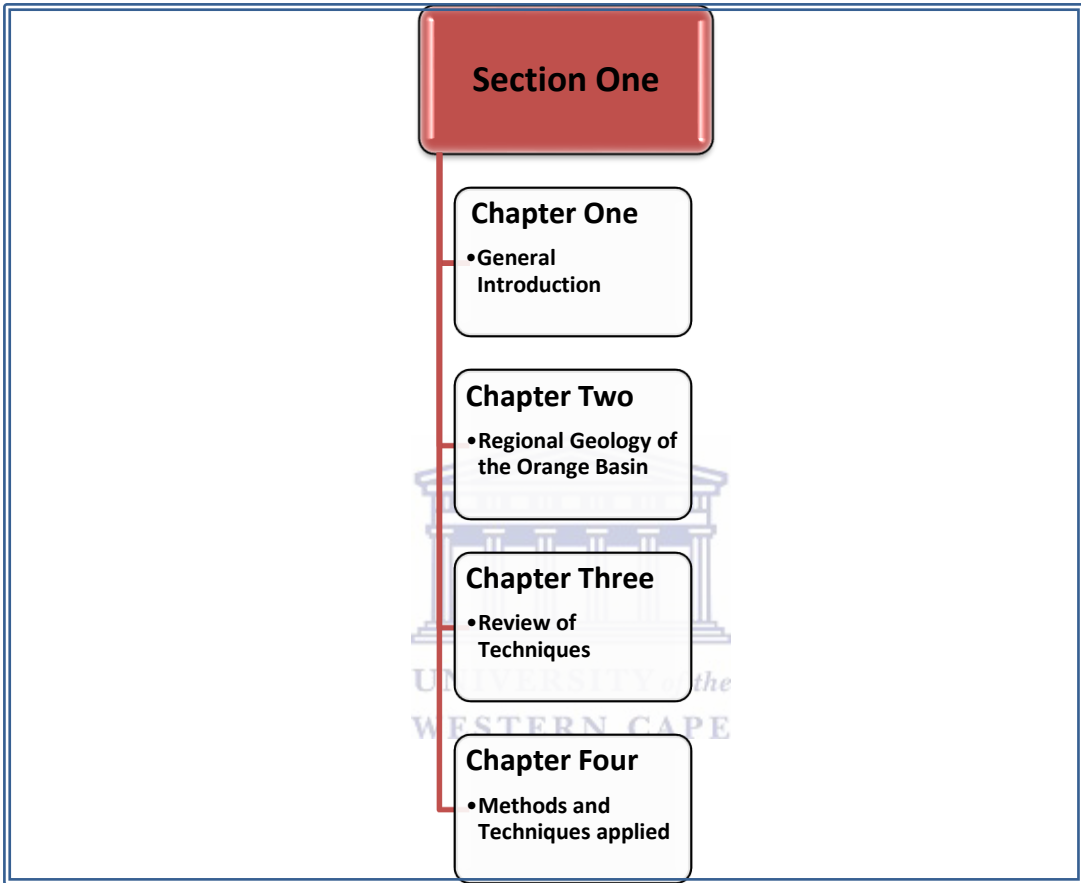 Section One
Chapter One
•General
Introduction
Chapter Two
•Regional Geology of
the Orange Basin
Chapter Three
•Review of
Techniques
UNIVERSITY of the
WESTERN CAPE
Chapter Four
•Methods and
Techniques applied